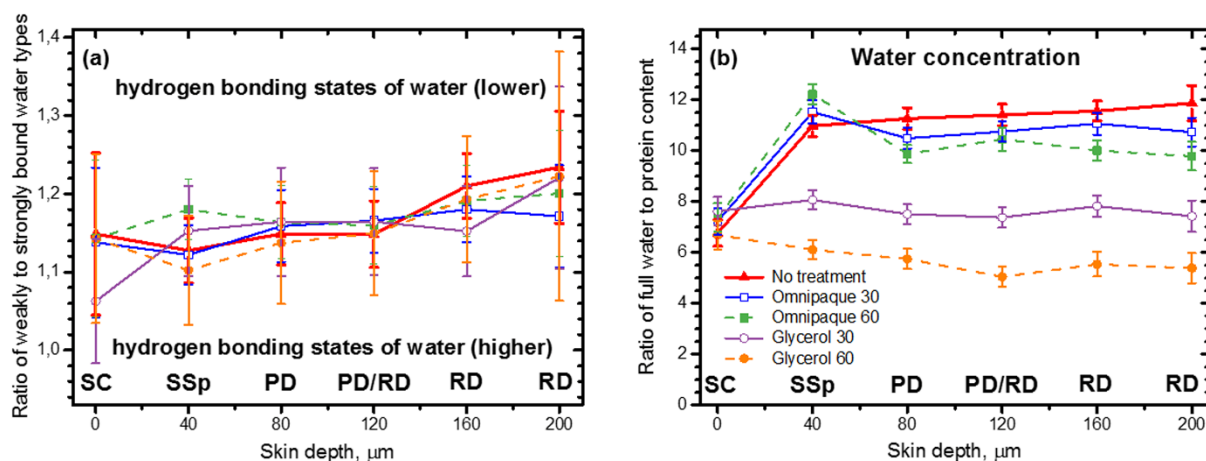 (a)
hydrogen bonding states of water (lower)
hydrogen bonding states of water (higher)
Ratio of weakly to strongly bound water types
1,4
1,3
1,2
1,1
1,0
SC SSp PD PD/RD RD RD
0 40 80 120 160 200
Skin depth, μm
(b)
Water concentration
Ratio of full water to protein content
14
12
10
8
6
4
2
0
No treatment
Omnipaque 30
Omnipaque 60
Glycerol 30
Glycerol 60
SC SSp PD PD/RD RD RD
0 40 80 120 160 200
Skin depth, μm